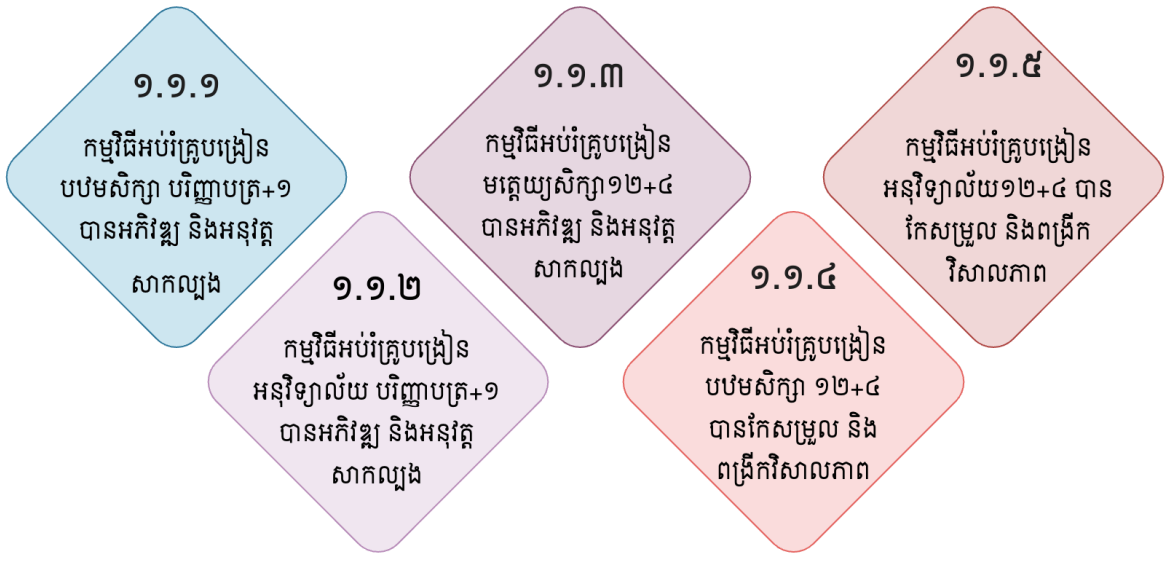 ១.១.១
កម្មវិធីអប់រំគ្រូបង្រៀន
បឋមសិក្សា បរិញ្ញាបត្រ+១
បានអភិវឌ្ឍ និងអនុវត្ត
សាកល្បង
១.១.២
កម្មវិធីអប់រំគ្រូបង្រៀន
អនុវិទ្យាល័យ បរិញ្ញាបត្រ+១
បានអភិវឌ្ឍ និងអនុវត្ត
សាកល្បង
១.១.៣
កម្មវិធីអប់រំគ្រូបង្រៀន
មត្តេយ្យសិក្សា១២+៤
បានអភិវឌ្ឍ និងអនុវត្ត
សាកល្បង
១.១.៤
កម្មវិធីអប់រំគ្រូបង្រៀន
បឋមសិក្សា ១២+៤
បានកែសម្រួល និង
ពង្រីកវិសាលភាព
១.១.៥
កម្មវិធីអប់រំគ្រូបង្រៀន
អនុវិទ្យាល័យ១២+៤ បាន
កែសម្រួល និងពង្រីក
វិសាលភាព